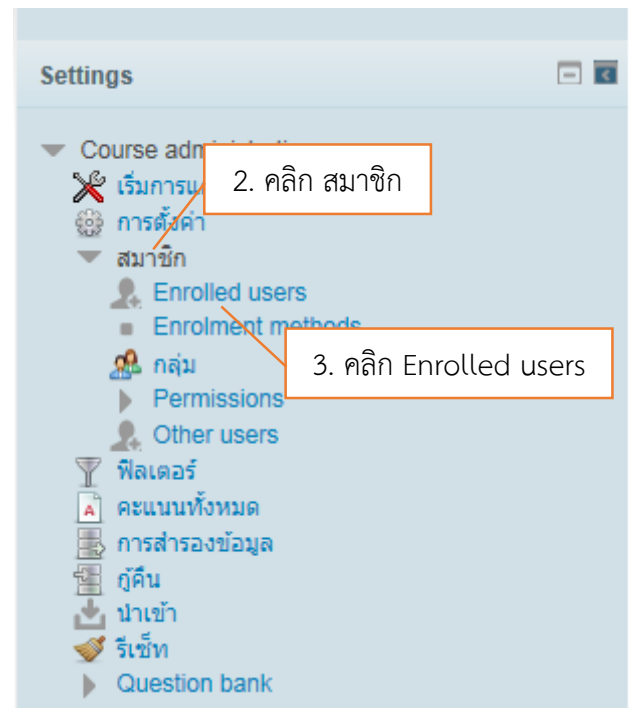 Settings
Course adm
2. คลิก สมาชิก
เริ่มการแ
การตั้งค่า
สมาชิก
Enrolled users
Enrolment methods
3. คลิก Enrolled users
กลุ่ม
Permissions
Other users
ฟิลเตอร์
คะแนนทั้งหมด
การสำรองข้อมูล
กู้คืน
นำเข้า
รีเซ็ท
Question bank